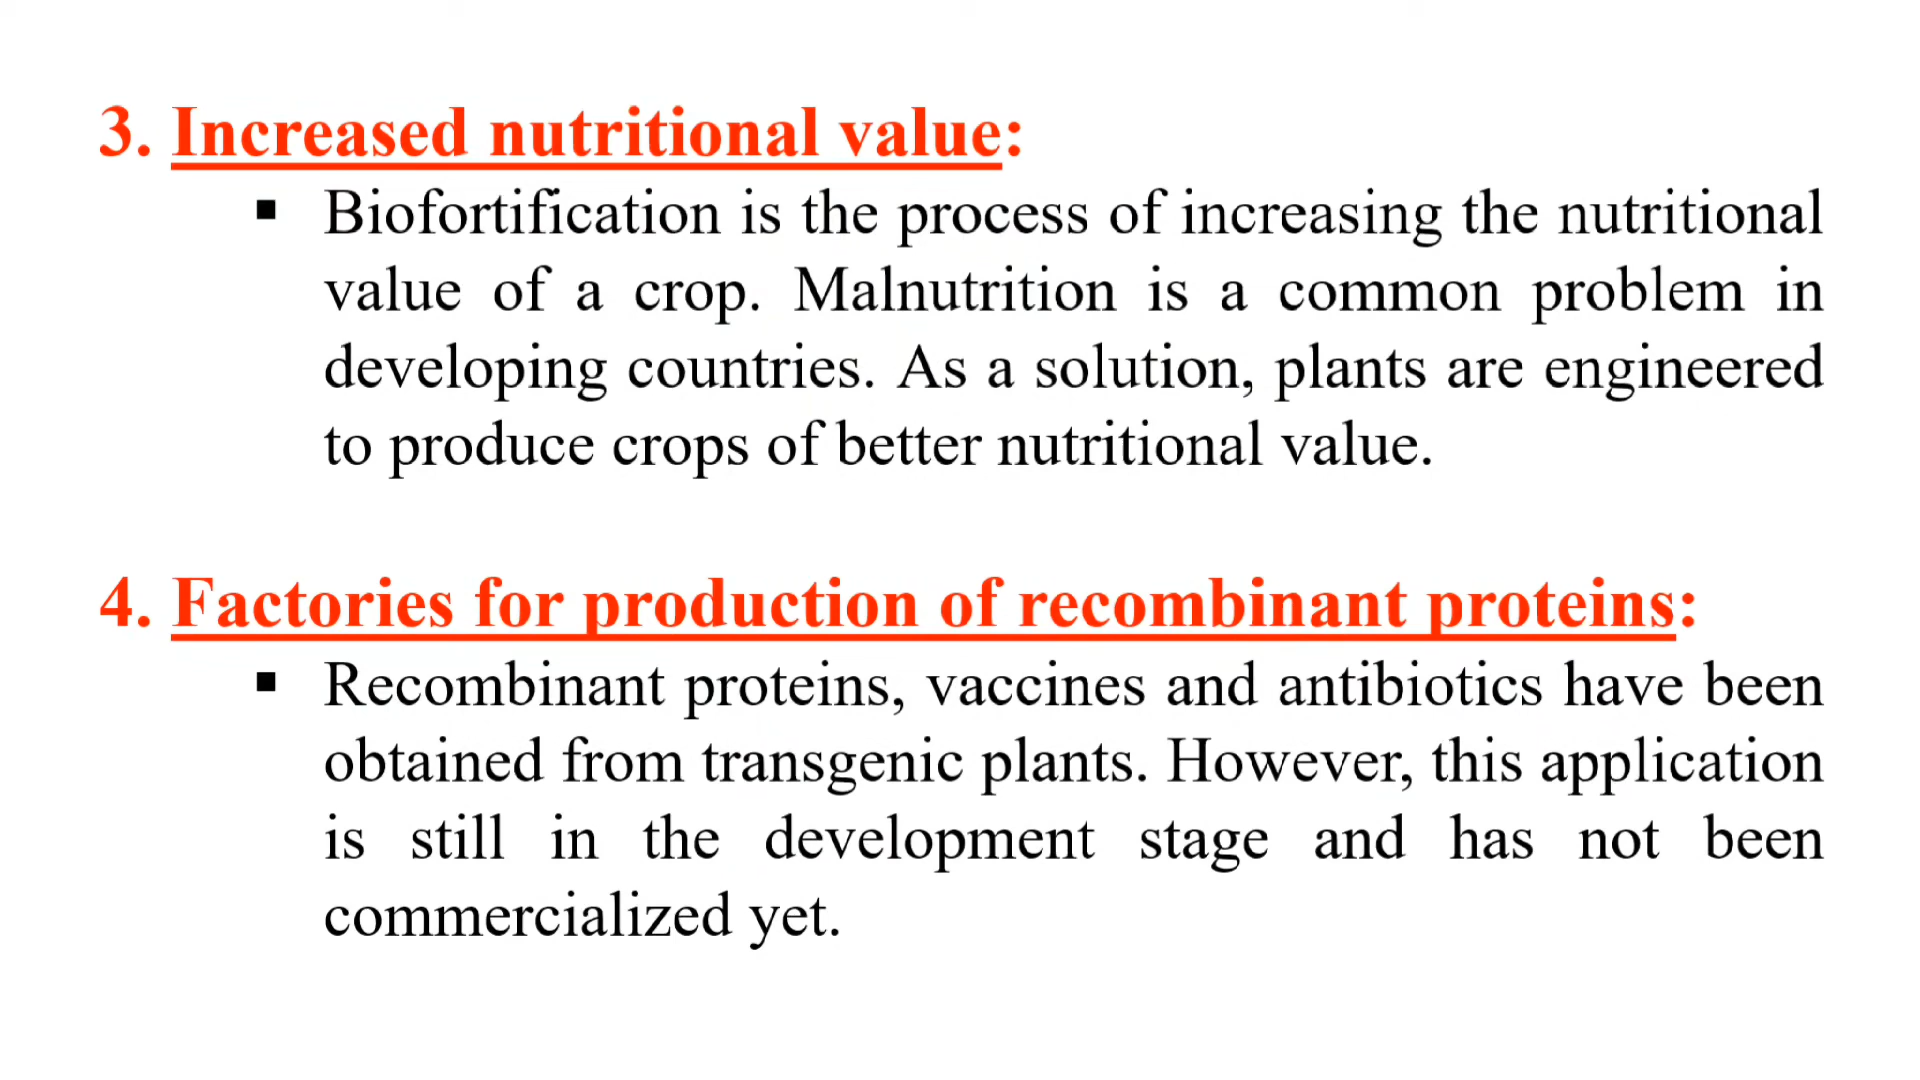 3. Increased nutritional value:
▪ Biofortification is the process of increasing the nutritional
value of a crop. Malnutrition is a common problem in
developing countries. As a solution, plants are engineered
to produce crops of better nutritional value.
4. Factories for production of recombinant proteins:
▪ Recombinant proteins, vaccines and antibiotics have been
obtained from transgenic plants. However, this application
is still in the development stage and has not been
commercialized yet.